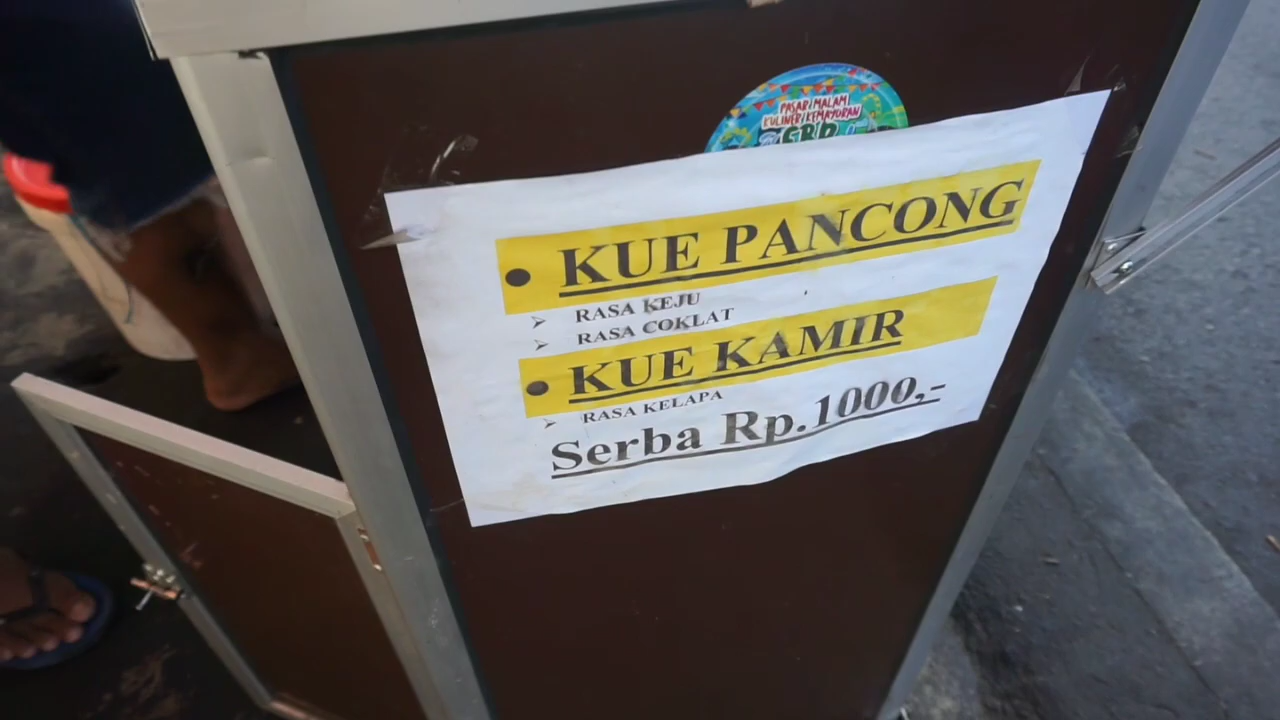 PASAR MALAM
KULINER KEMAYORAN
• KUE PANCONG
➢ RASA KEJU
➢ RASA COKLAT
• KUE KAMIR
➢ RASA KELAPA
Serba Rp.1000,-